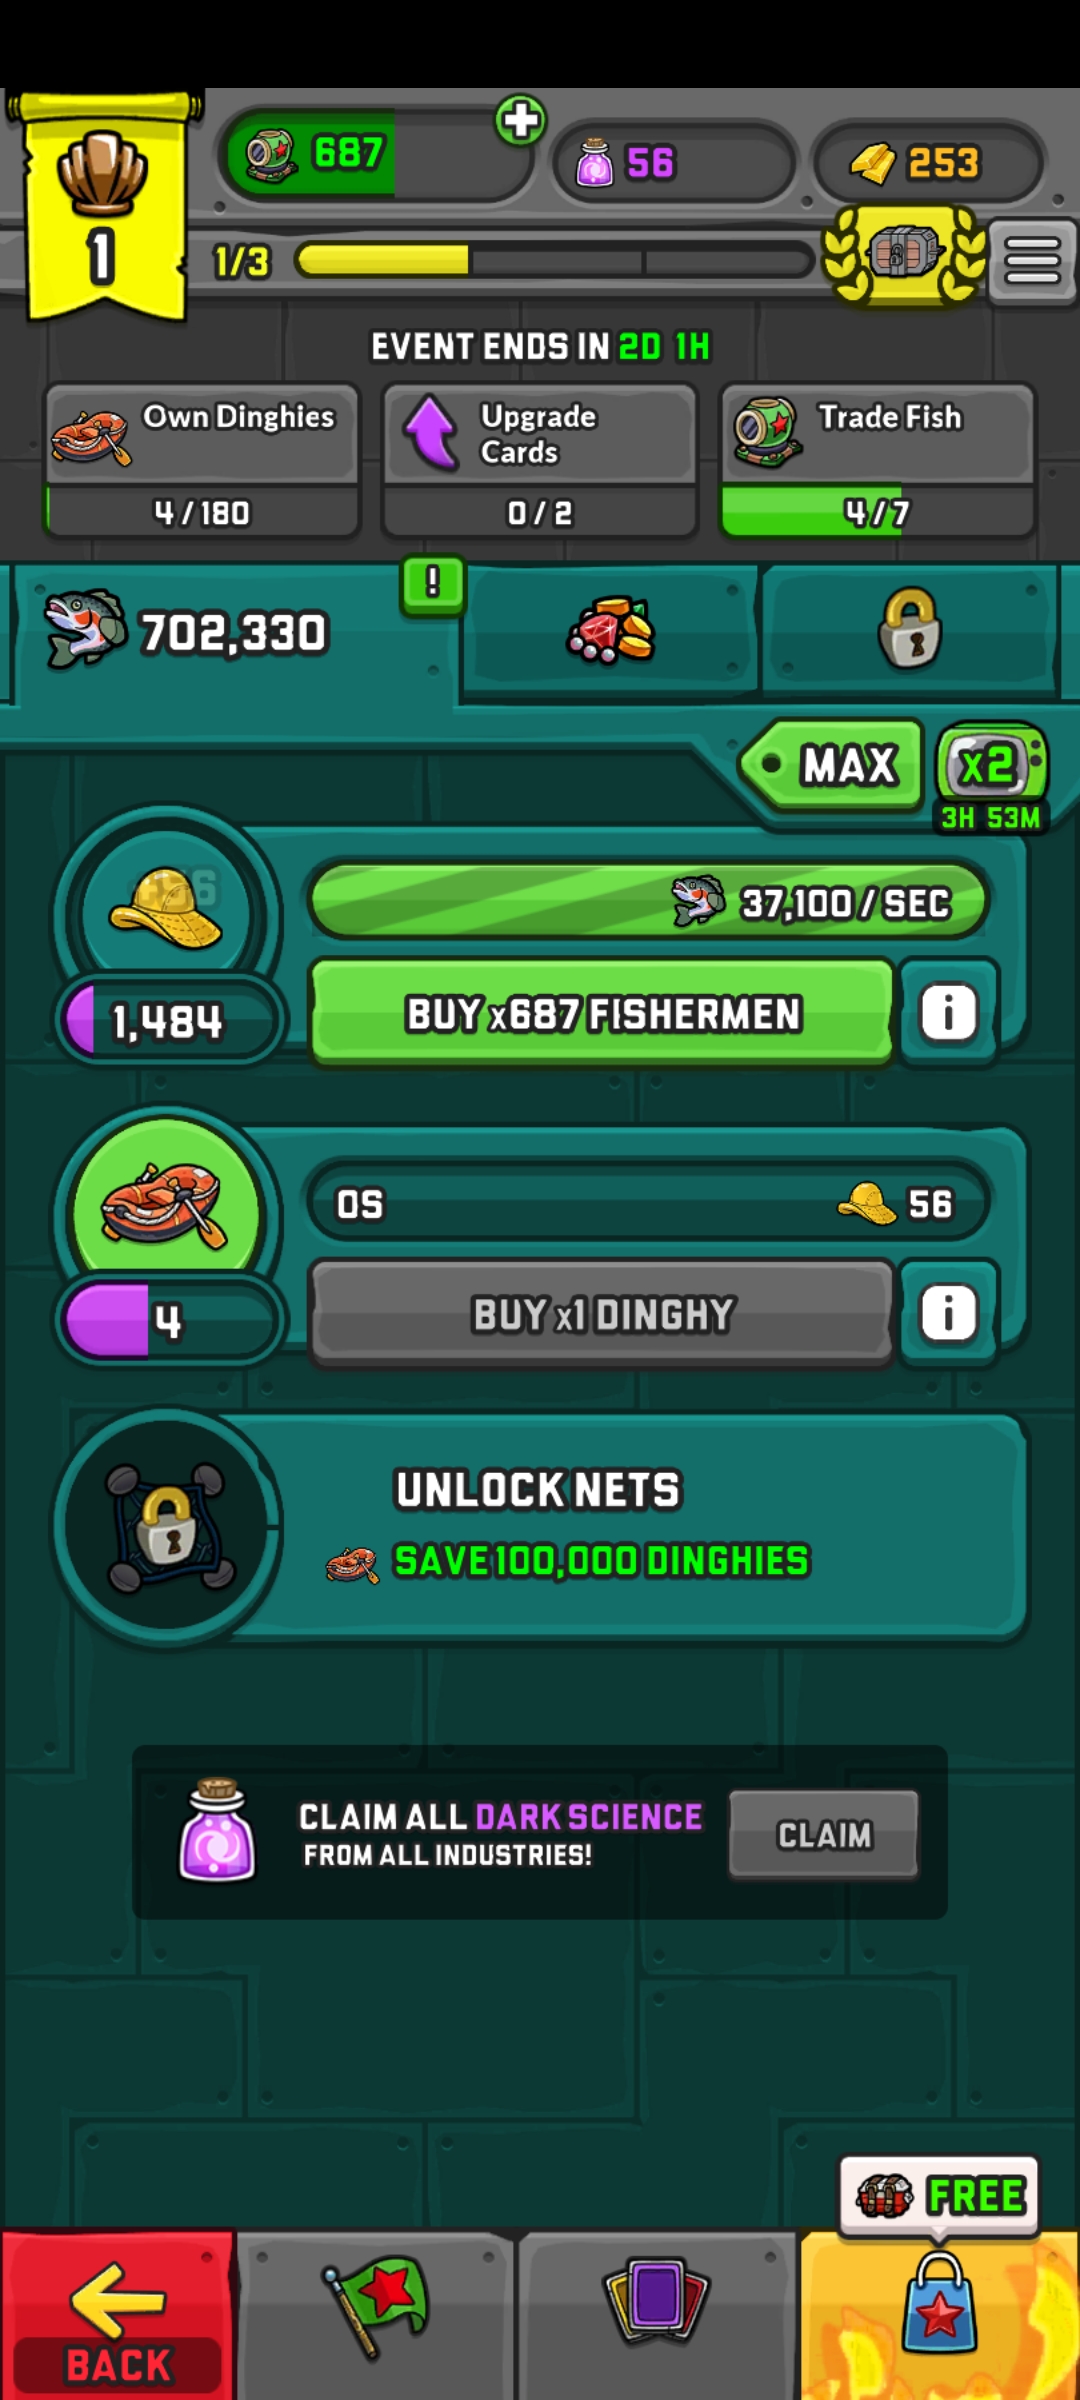 687
56
253
1
1/3
EVENT ENDS IN 2D 1H
Own Dinghies
4 / 180
Upgrade
Cards
0 / 2
Trade Fish
4 / 7
702,330
!
MAX
x2
3H 53M
37,100 / SEC
1,484
BUY x687 FISHERMEN
i
0S
56
4
BUY x1 DINGHY
i
UNLOCK NETS
SAVE 100,000 DINGHIES
CLAIM ALL DARK SCIENCE
FROM ALL INDUSTRIES!
CLAIM
FREE
BACK